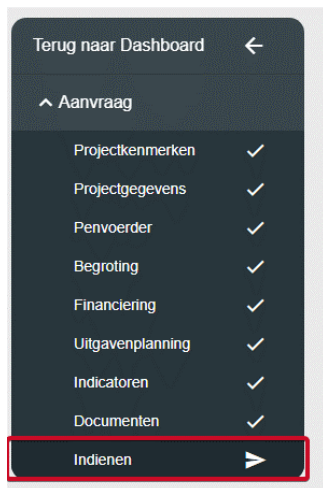 Terug naar Dashboard
Aanvraag
Projectkenmerken
Projectgegevens
Penvoerder
Begroting
Financiering
Uitgavenplanning
Indicatoren
Documenten
Indienen